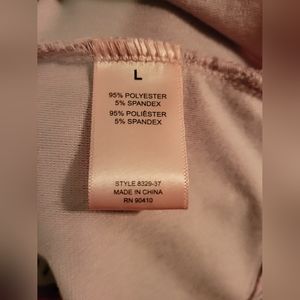 L
95% POLYESTER
5% SPANDEX
95% POLIÉSTER
5% SPANDEX
STYLE 8329-37
MADE IN CHINA
RN 90410